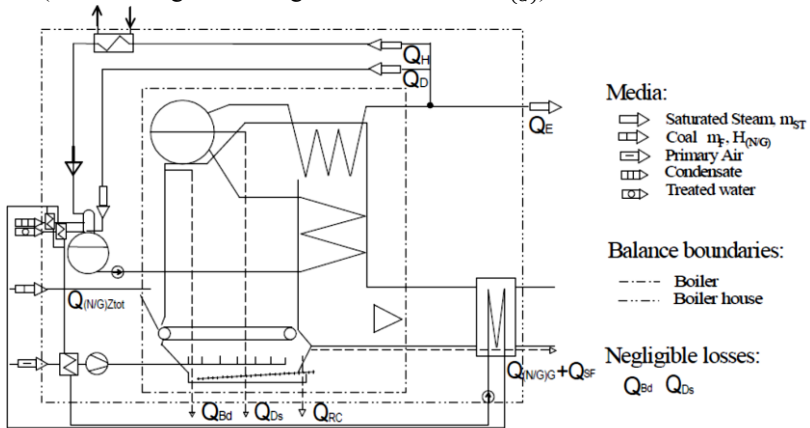 Q_H
Q_D
Q_E
Q_(N/G)Ztot
Q_Bd Q_Ds Q_RC
Q_(N/G)G+Q_SF
Media:
Saturated Steam, m_ST
Coal m_F, H_(N/G)
Primary Air
Condensate
Treated water
Balance boundaries:
Boiler
Boiler house
Negligible losses:
Q_Bd Q_Ds